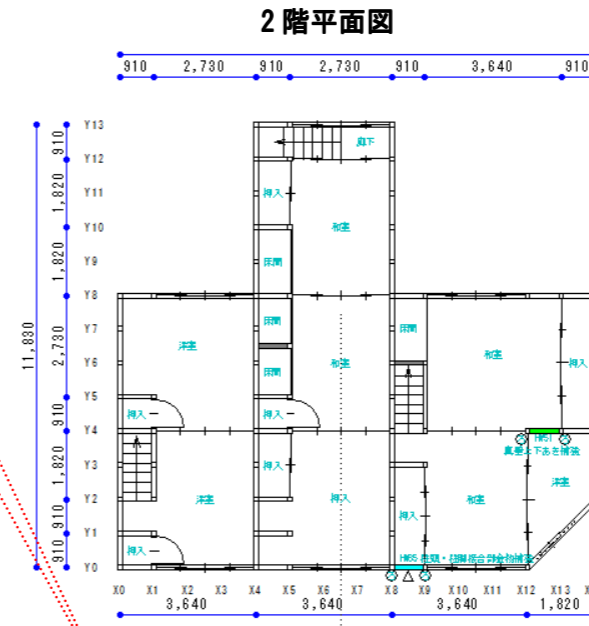 2階平面図
910 2,730 910 2,730 910 3,640 910
Y13
910
Y12
廊下
1,820
Y11
押入
Y10
和室
1,820
Y9
床間
Y8
11,830
2,730
Y7
床間
床間
和室
押入
洋室
Y6
床間
和室
Y5
910
押入
押入
Y4
HWS1
真壁上下あき補強
1,820
Y3
押入
洋室
Y2
洋室
押入
和室
910
押入
Y1
910
押入
Y0
X0 X1 X2 X3 X4 X5 X6 X7 X8 X9 X10 X11 X12 X13
3,640 3,640 3,640 1,820